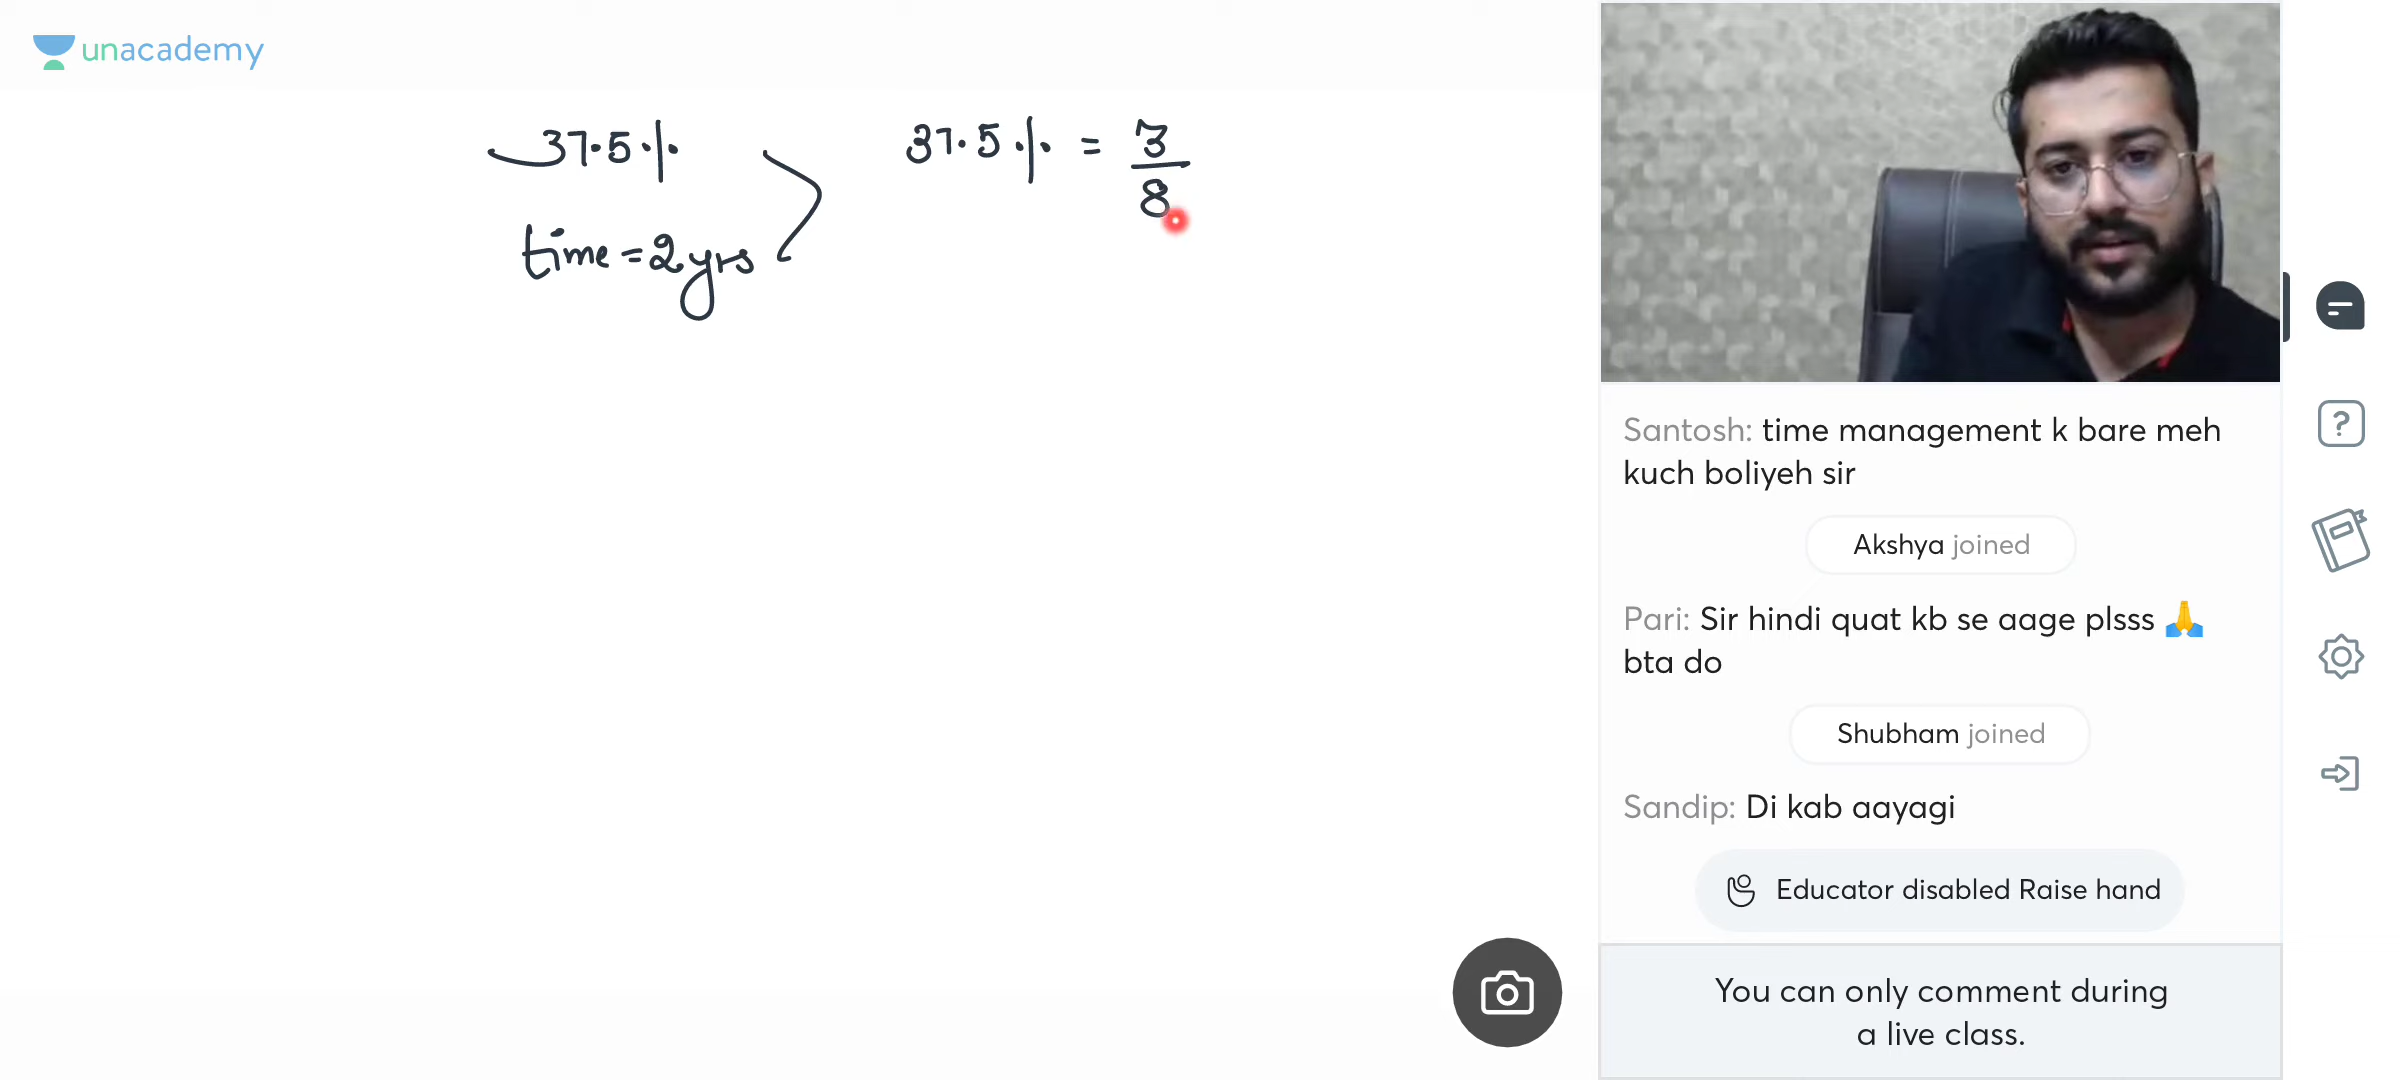 unacademy
37.5%
time = 2 yrs
37.5% = 3/8
Santosh: time management k bare meh
kuch boliyeh sir
Akshya joined
Pari: Sir hindi quat kb se aage plsss 🙏
bta do
Shubham joined
Sandip: Di kab aayagi
Educator disabled Raise hand
You can only comment during
a live class.